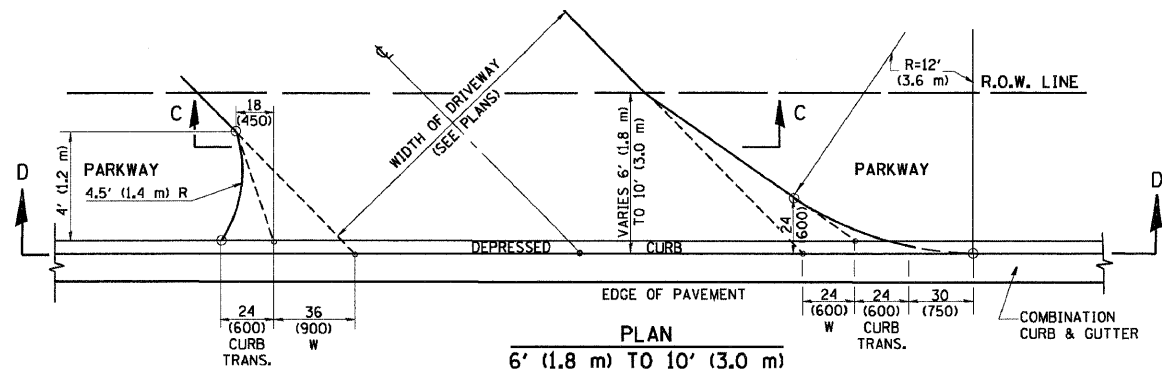 ℄
R=12'
(3.6 m)
R.O.W. LINE
18
(450)
C
C
WIDTH OF DRIVEWAY
(SEE PLANS)
VARIES 6' (1.8 m)
TO 10' (3.0 m)
D
4' (1.2 m)
PARKWAY
4.5' (1.4 m) R
PARKWAY
D
24
(600)
DEPRESSED
CURB
EDGE OF PAVEMENT
24
(600)
CURB
TRANS.
36
(900)
W
24
(600)
W
24
(600)
CURB
TRANS.
30
(750)
COMBINATION
CURB & GUTTER
PLAN
6' (1.8 m) TO 10' (3.0 m)